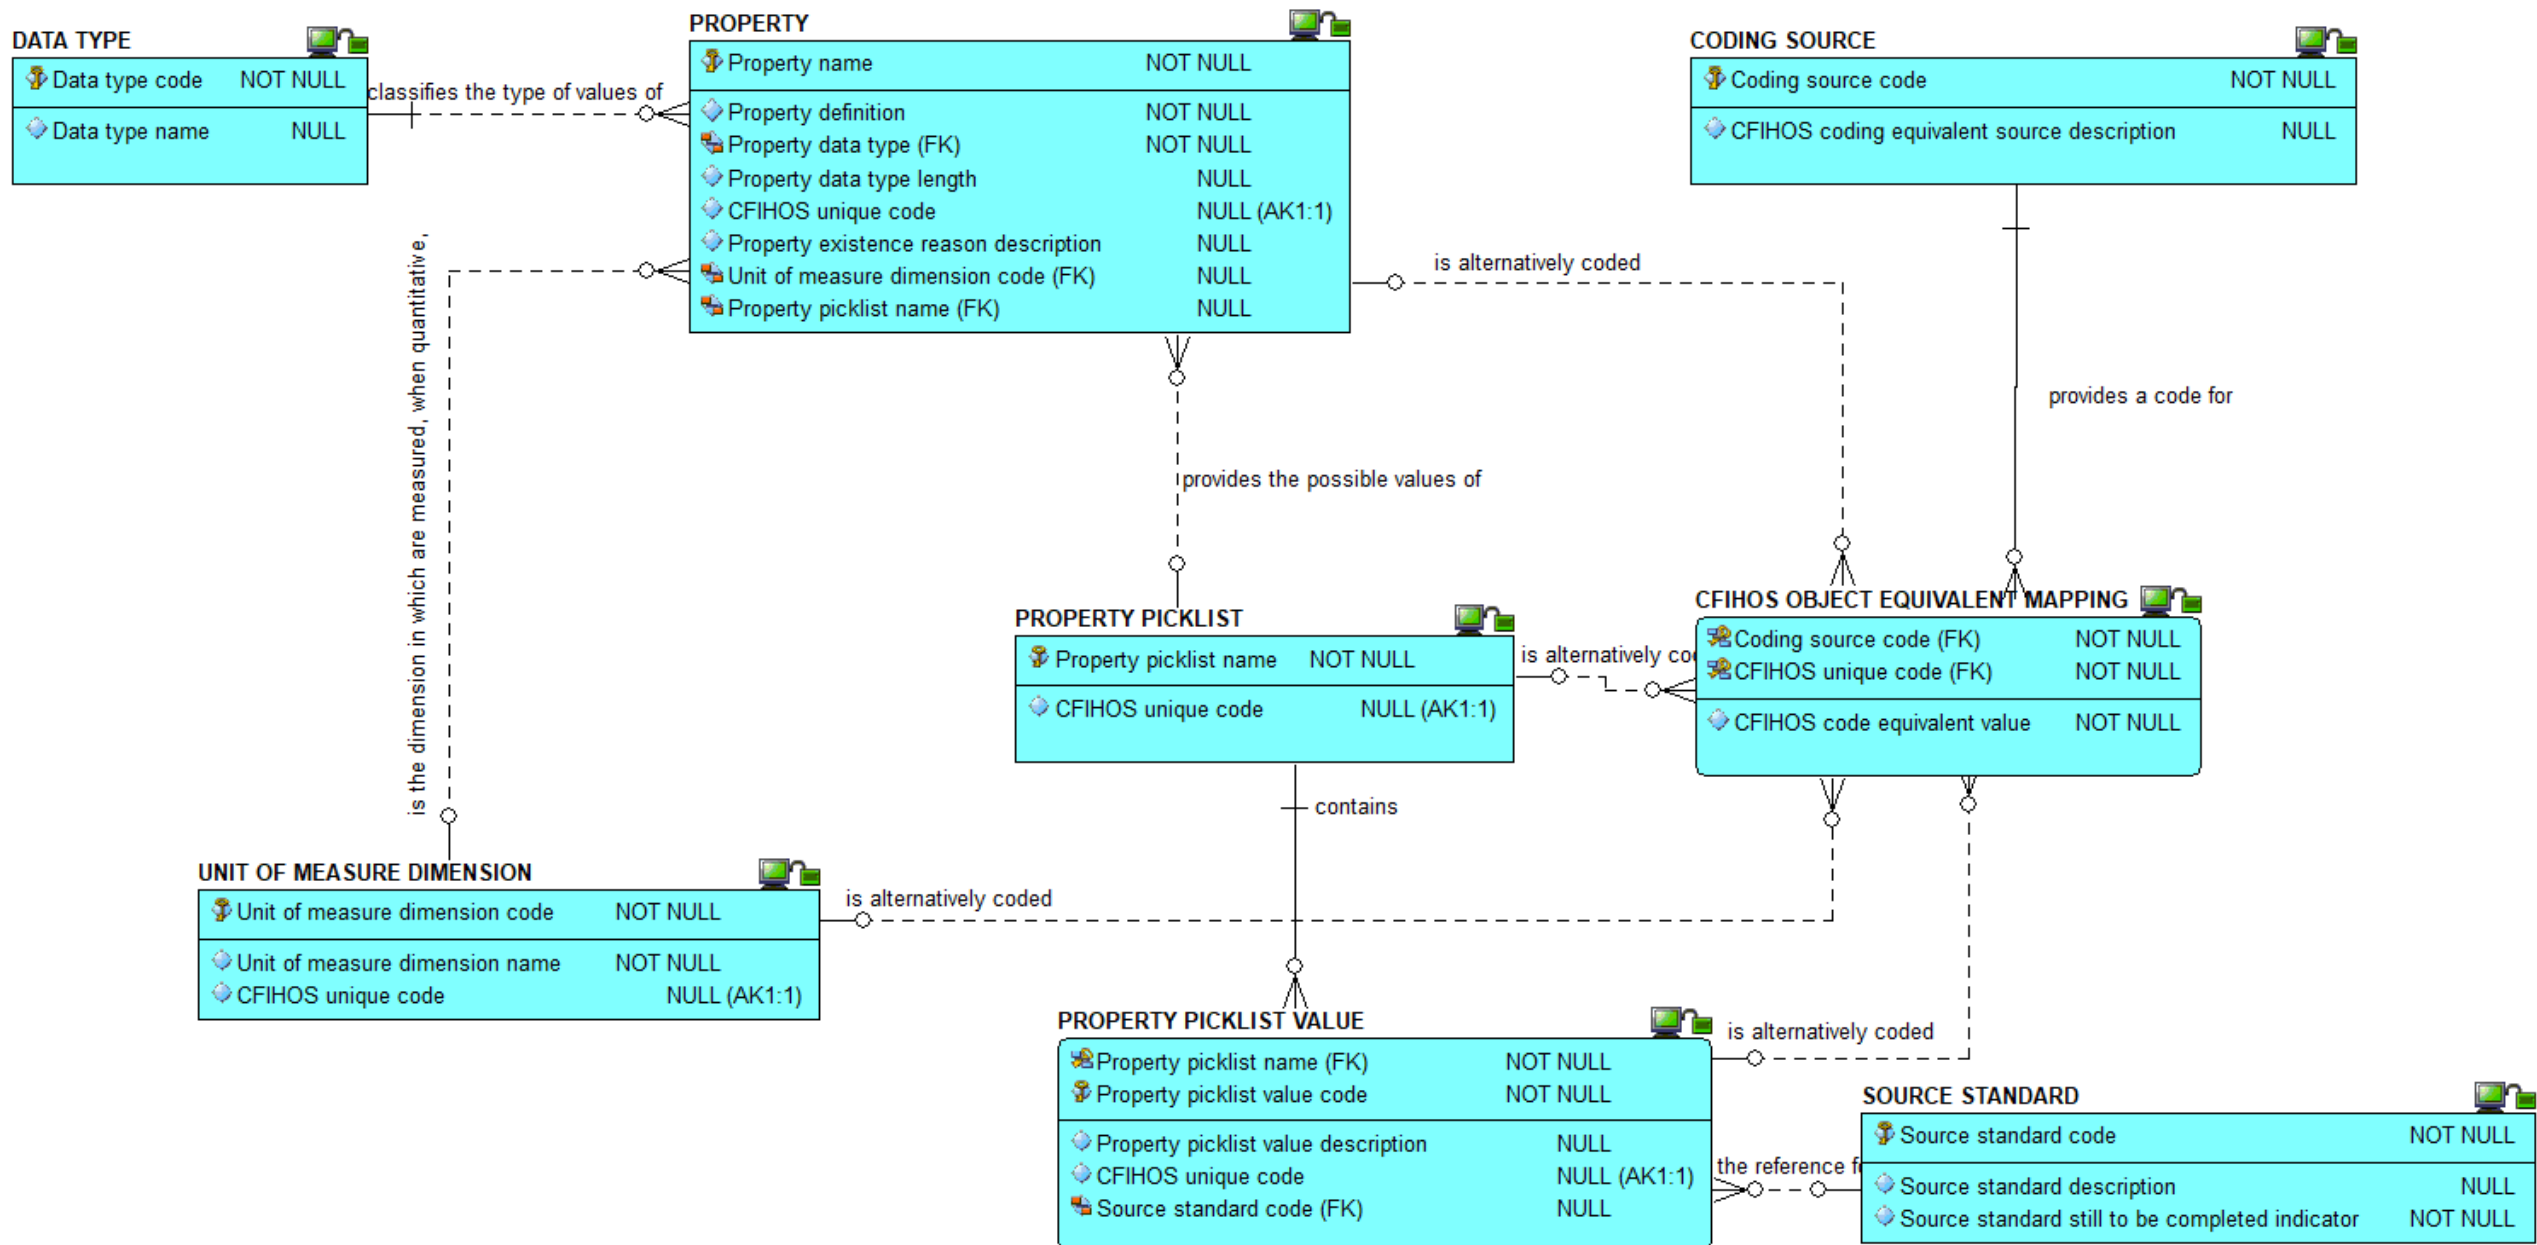 DATA TYPE
Data type code NOT NULL
Data type name NULL
classifies the type of values of
PROPERTY
Property name NOT NULL
Property definition NOT NULL
Property data type (FK) NOT NULL
Property data type length NULL
CFIHOS unique code NULL (AK1:1)
Property existence reason description NULL
Unit of measure dimension code (FK) NULL
Property picklist name (FK) NULL
CODING SOURCE
Coding source code NOT NULL
CFIHOS coding equivalent source description NULL
is the dimension in which are measured, when quantitative,
is alternatively coded
provides a code for
provides the possible values of
PROPERTY PICKLIST
Property picklist name NOT NULL
CFIHOS unique code NULL (AK1:1)
is alternatively co
CFIHOS OBJECT EQUIVALENT MAPPING
Coding source code (FK) NOT NULL
CFIHOS unique code (FK) NOT NULL
CFIHOS code equivalent value NOT NULL
contains
UNIT OF MEASURE DIMENSION
Unit of measure dimension code NOT NULL
Unit of measure dimension name NOT NULL
CFIHOS unique code NULL (AK1:1)
is alternatively coded
PROPERTY PICKLIST VALUE
Property picklist name (FK) NOT NULL
Property picklist value code NOT NULL
Property picklist value description NULL
CFIHOS unique code NULL (AK1:1)
Source standard code (FK) NULL
is alternatively coded
the reference f
SOURCE STANDARD
Source standard code NOT NULL
Source standard description NULL
Source standard still to be completed indicator NOT NULL